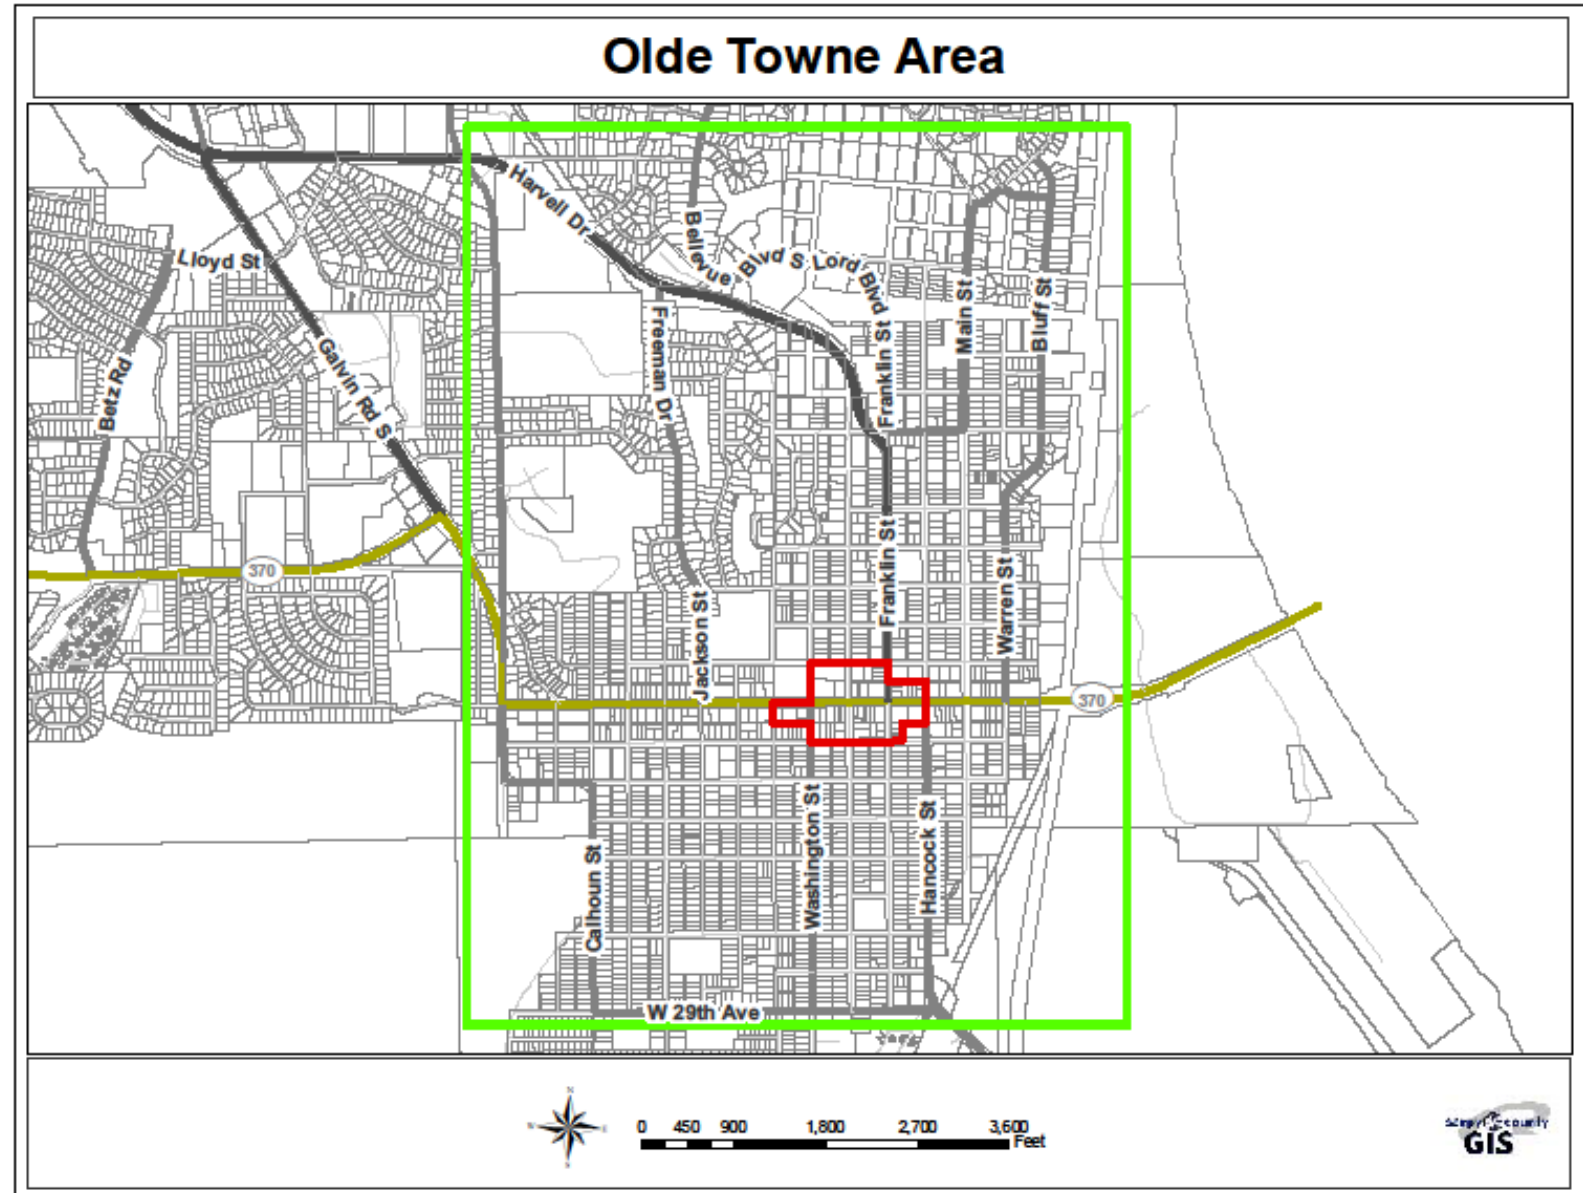 Olde Towne Area
Harvell Dr
Bellevue Blvd S
Lord Blvd
Lloyd St
Main St
Bluff St
Freeman Dr
Franklin St
Galvin Rd S
Betz Rd
370
Franklin St
Warren St
Jackson St
370
Washington St
Hancock St
Calhoun St
W 29th Ave
N
0 450 900 1,800 2,700 3,600
Feet
GIS